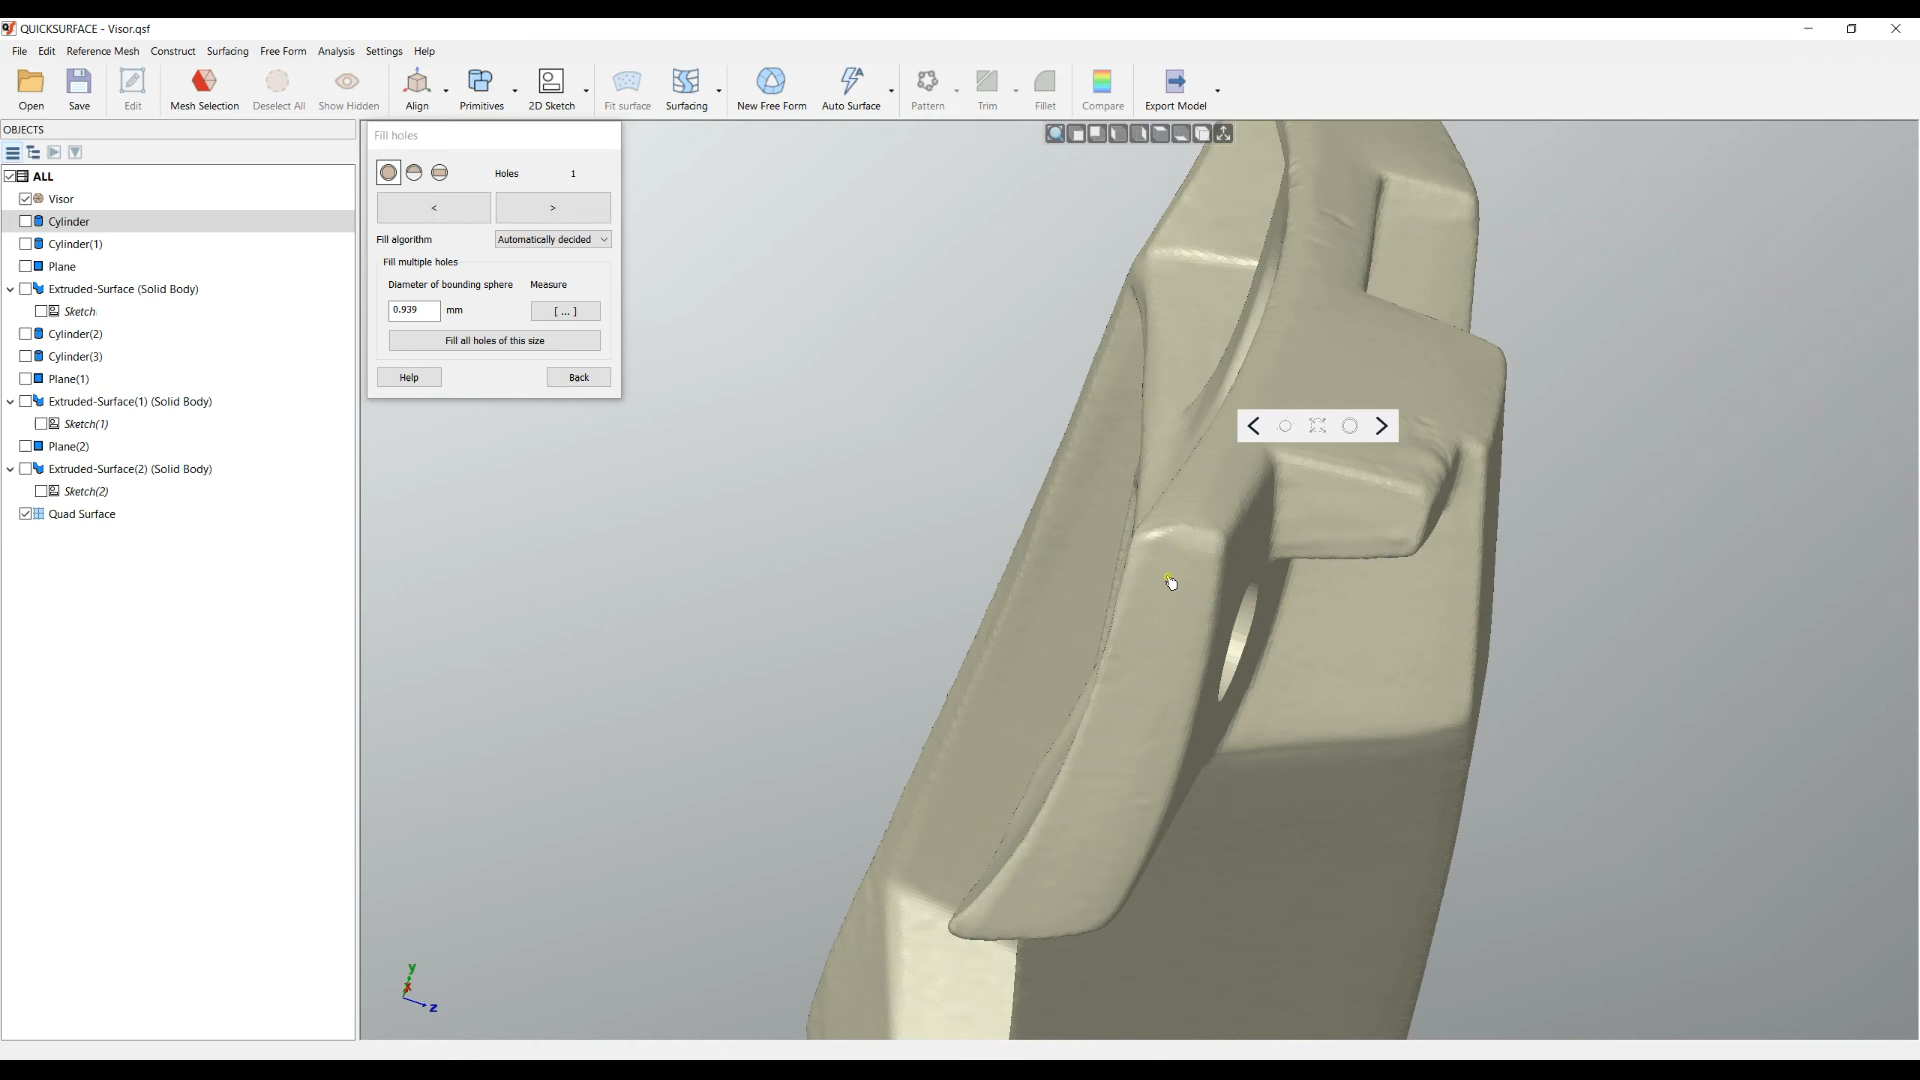 QUICKSURFACE - Visor.qsf
File Edit Reference Mesh Construct Surfacing Free Form Analysis Settings Help
Open Save Edit Mesh Selection Deselect All Show Hidden Align Primitives 2D Sketch Fit surface Surfacing New Free Form Auto Surface Pattern Trim Fillet Compare Export Model
OBJECTS
ALL
Visor
Cylinder
Cylinder(1)
Plane
Extruded-Surface (Solid Body)
Sketch
Cylinder(2)
Cylinder(3)
Plane(1)
Extruded-Surface(1) (Solid Body)
Sketch(1)
Plane(2)
Extruded-Surface(2) (Solid Body)
Sketch(2)
Quad Surface
Fill holes
Holes 1
< >
Fill algorithm Automatically decided
Fill multiple holes
Diameter of bounding sphere Measure
0.939 mm [ ... ]
Fill all holes of this size
Help Back
y
x
z